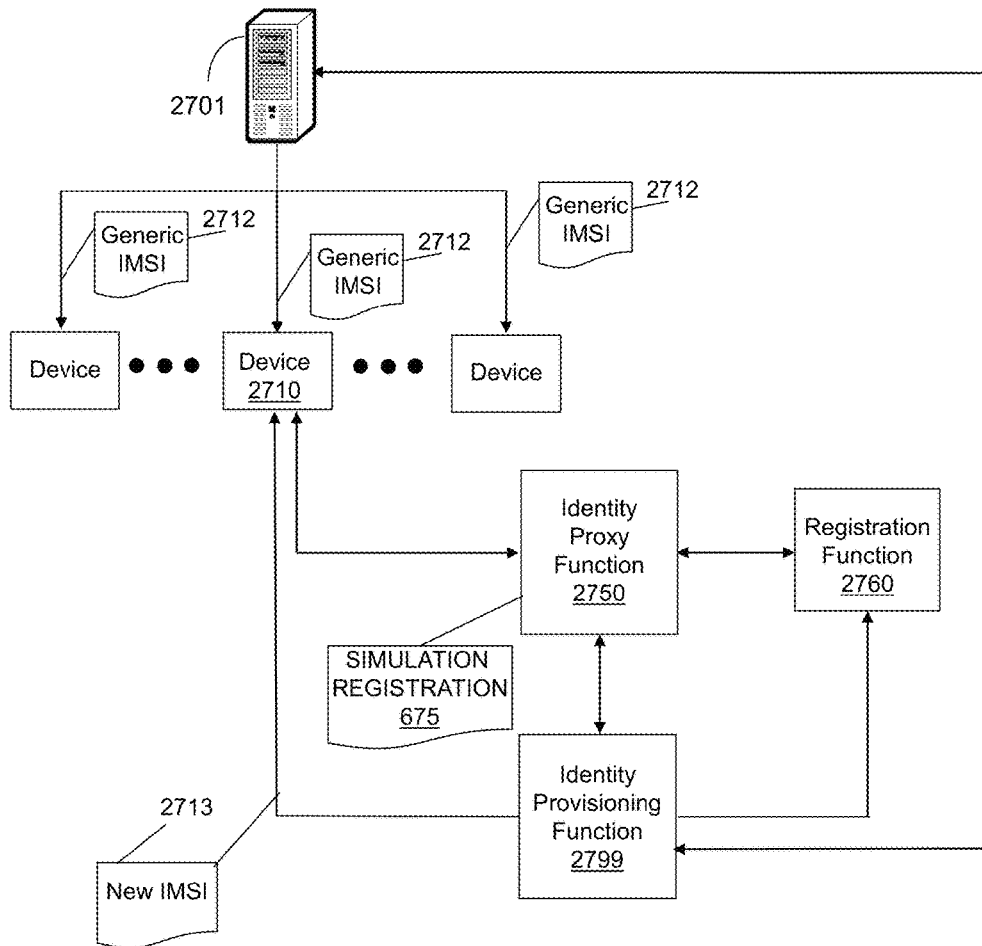 2701
Generic
IMSI
2712
Generic
IMSI
2712
Generic
IMSI
2712
Device
Device
2710
Device
Identity
Proxy
Function
2750
Registration
Function
2760
SIMULATION
REGISTRATION
675
Identity
Provisioning
Function
2799
2713
New IMSI